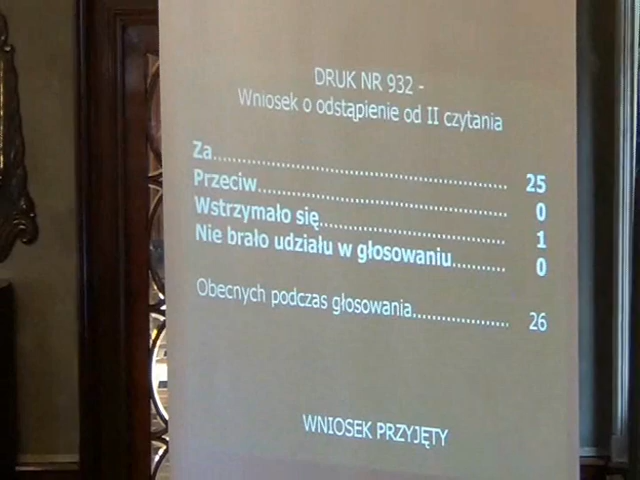 DRUK NR 932 -
Wniosek o odstąpienie od II czytania
Za.................................................. 25
Przeciw........................................... 0
Wstrzymało się............................... 1
Nie brało udziału w głosowaniu......... 0
Obecnych podczas głosowania.................. 26
WNIOSEK PRZYJĘTY